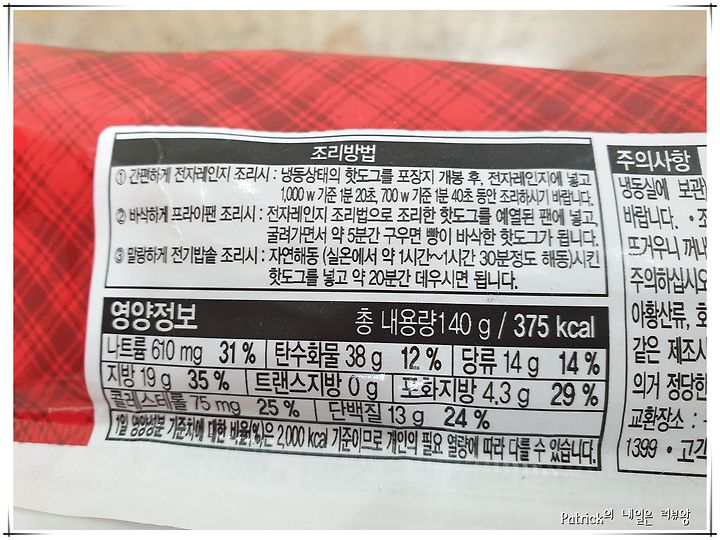 조리방법
① 간편하게 전자레인지 조리시 : 냉동상태의 핫도그를 포장지 개봉 후, 전자레인지에 넣고
1,000 w 기준 1분 20초, 700 w 기준 1분 40초 동안 조리하시기 바랍니다.
② 바삭하게 프라이팬 조리시 : 전자레인지 조리법으로 조리한 핫도그를 예열된 팬에 넣고
굴려가면서 약 5분간 구우면 빵이 바삭한 핫도그가 됩니다.
③ 말랑하게 전기밥솥 조리시 : 자연해동 (실온에서 약 1시간~1시간 30분정도 해동)시킨
핫도그를 넣고 약 20분간 데우시면 됩니다.
영양정보 총 내용량140 g / 375 kcal
나트륨 610 mg 31 % 탄수화물 38 g 12 % 당류 14 g 14 %
지방 19 g 35 % 트랜스지방 0 g 포화지방 4.3 g 29 %
콜레스테롤 75 mg 25 % 단백질 13 g 24 %
1일 영양성분 기준치에 대한 비율(%)은 2,000 kcal 기준이므로 개인의 필요 열량에 따라 다를 수 있습니다.
주의사항
냉동실에 보관
바랍니다. • 조
뜨거우니 꺼내
주의하십시오
이황산류,
같은 제조시
의거 정당한
교환장소 :
1399 • 고객
Patrick의 내일은 리뷰왕